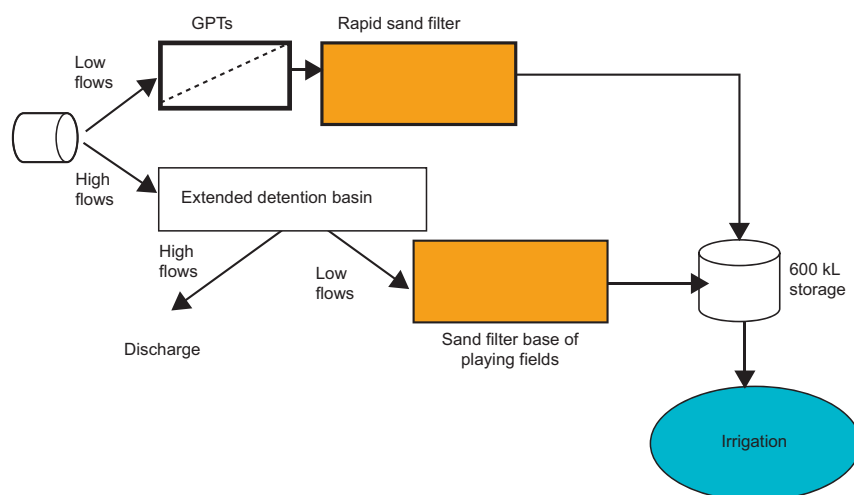 GPTs
Rapid sand filter
Low
flows
High
flows
Extended detention basin
High
flows
Low
flows
600 kL
storage
Discharge
Sand filter base of
playing fields
Irrigation